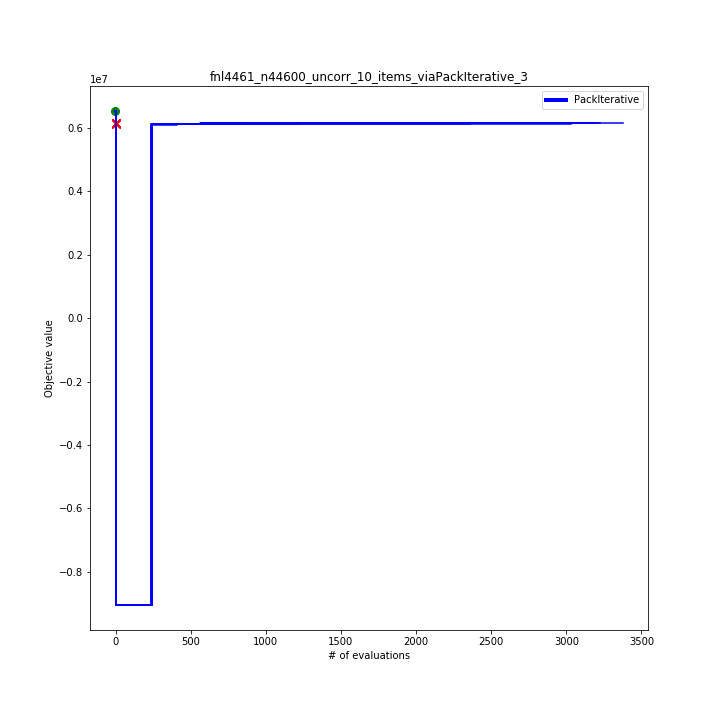 fnl4461_n44600_uncorr_10_items_viaPackIterative_3
1e7
PackIterative
0.6
0.4
0.2
0.0
−0.2
−0.4
−0.6
−0.8
Objective value
0 500 1000 1500 2000 2500 3000 3500
# of evaluations